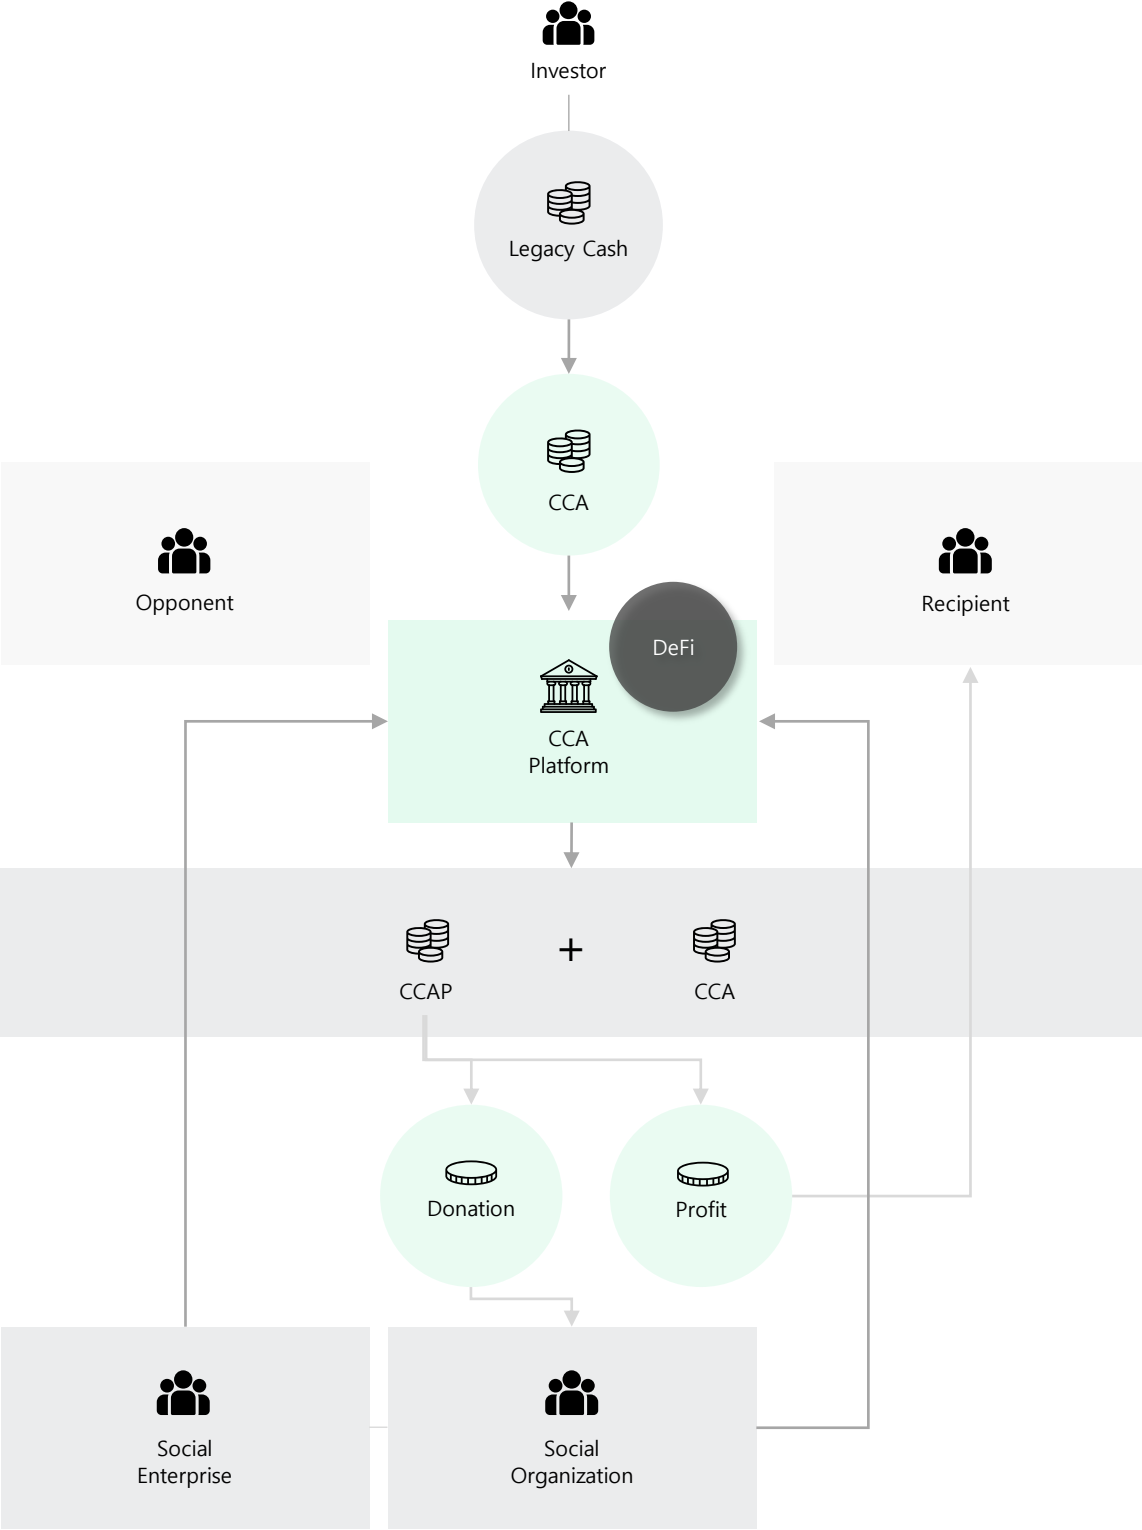 Investor
Legacy Cash
CCA
Opponent
Recipient
DeFi
CCA
Platform
CCAP
+
CCA
Donation
Profit
Social
Enterprise
Social
Organization